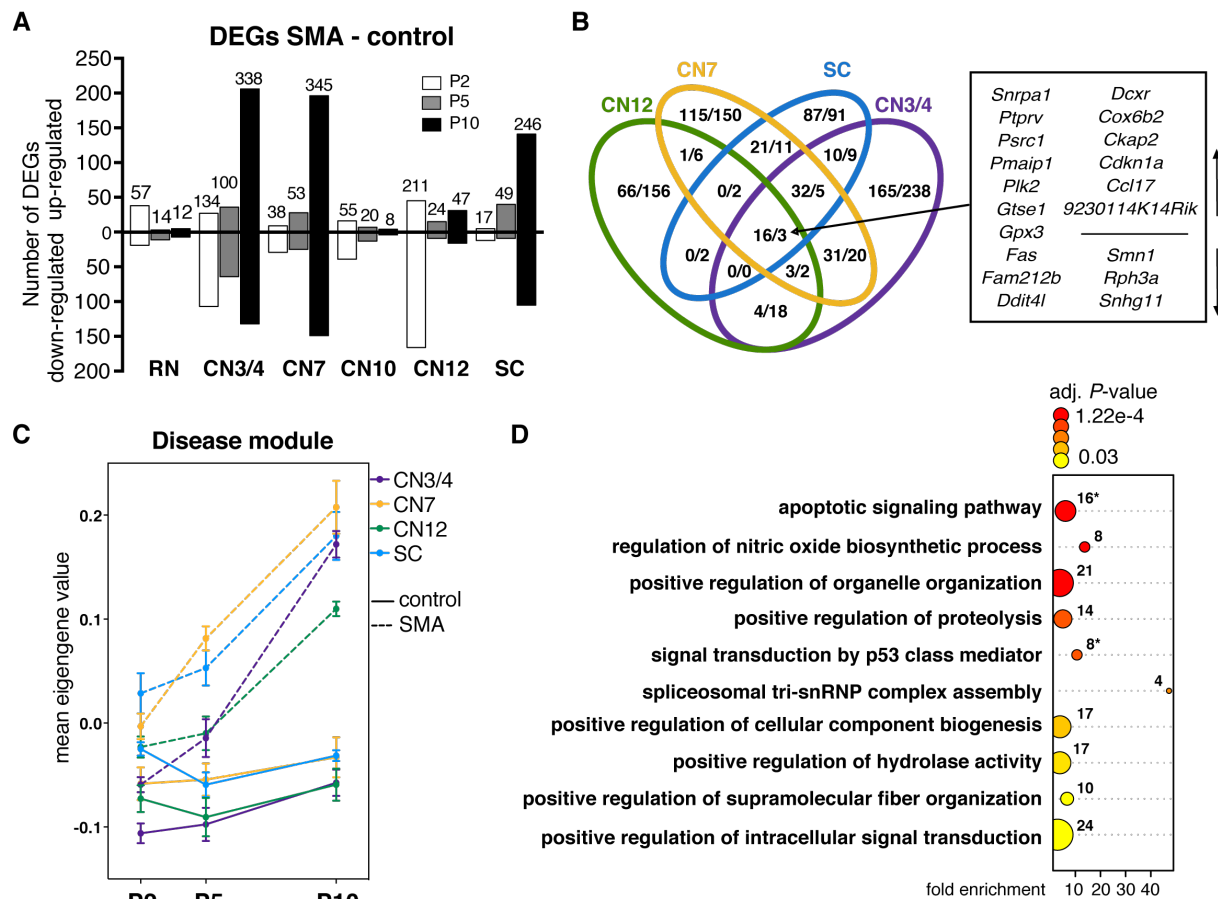 A
DEGs SMA - control
Number of DEGs
down-regulated up-regulated
250
200
150
100
50
0
50
100
150
200
P2
P5
P10
57
14
12
134
100
338
38
53
345
55
20
8
211
24
47
17
49
246
RN
CN3/4
CN7
CN10
CN12
SC
B
CN7
SC
CN12
CN3/4
115/150
87/91
1/6
21/11
10/9
66/156
0/2
32/5
165/238
16/3
0/2
31/20
0/0
3/2
4/18
Snrpa1
Ptprv
Psrc1
Pmaip1
Plk2
Gtse1
Gpx3
Fas
Fam212b
Ddit4l
Dcxr
Cox6b2
Ckap2
Cdkn1a
Ccl17
9230114K14Rik
Smn1
Rph3a
Snhg11
C
Disease module
mean eigengene value
0.2
0.1
0.0
-0.1
CN3/4
CN7
CN12
SC
control
SMA
P2
P5
P10
D
adj. P-value
1.22e-4
0.03
apoptotic signaling pathway 16*
regulation of nitric oxide biosynthetic process 8
positive regulation of organelle organization 21
positive regulation of proteolysis 14
signal transduction by p53 class mediator 8*
spliceosomal tri-snRNP complex assembly 4
positive regulation of cellular component biogenesis 17
positive regulation of hydrolase activity 17
positive regulation of supramolecular fiber organization 10
positive regulation of intracellular signal transduction 24
fold enrichment 10 20 30 40